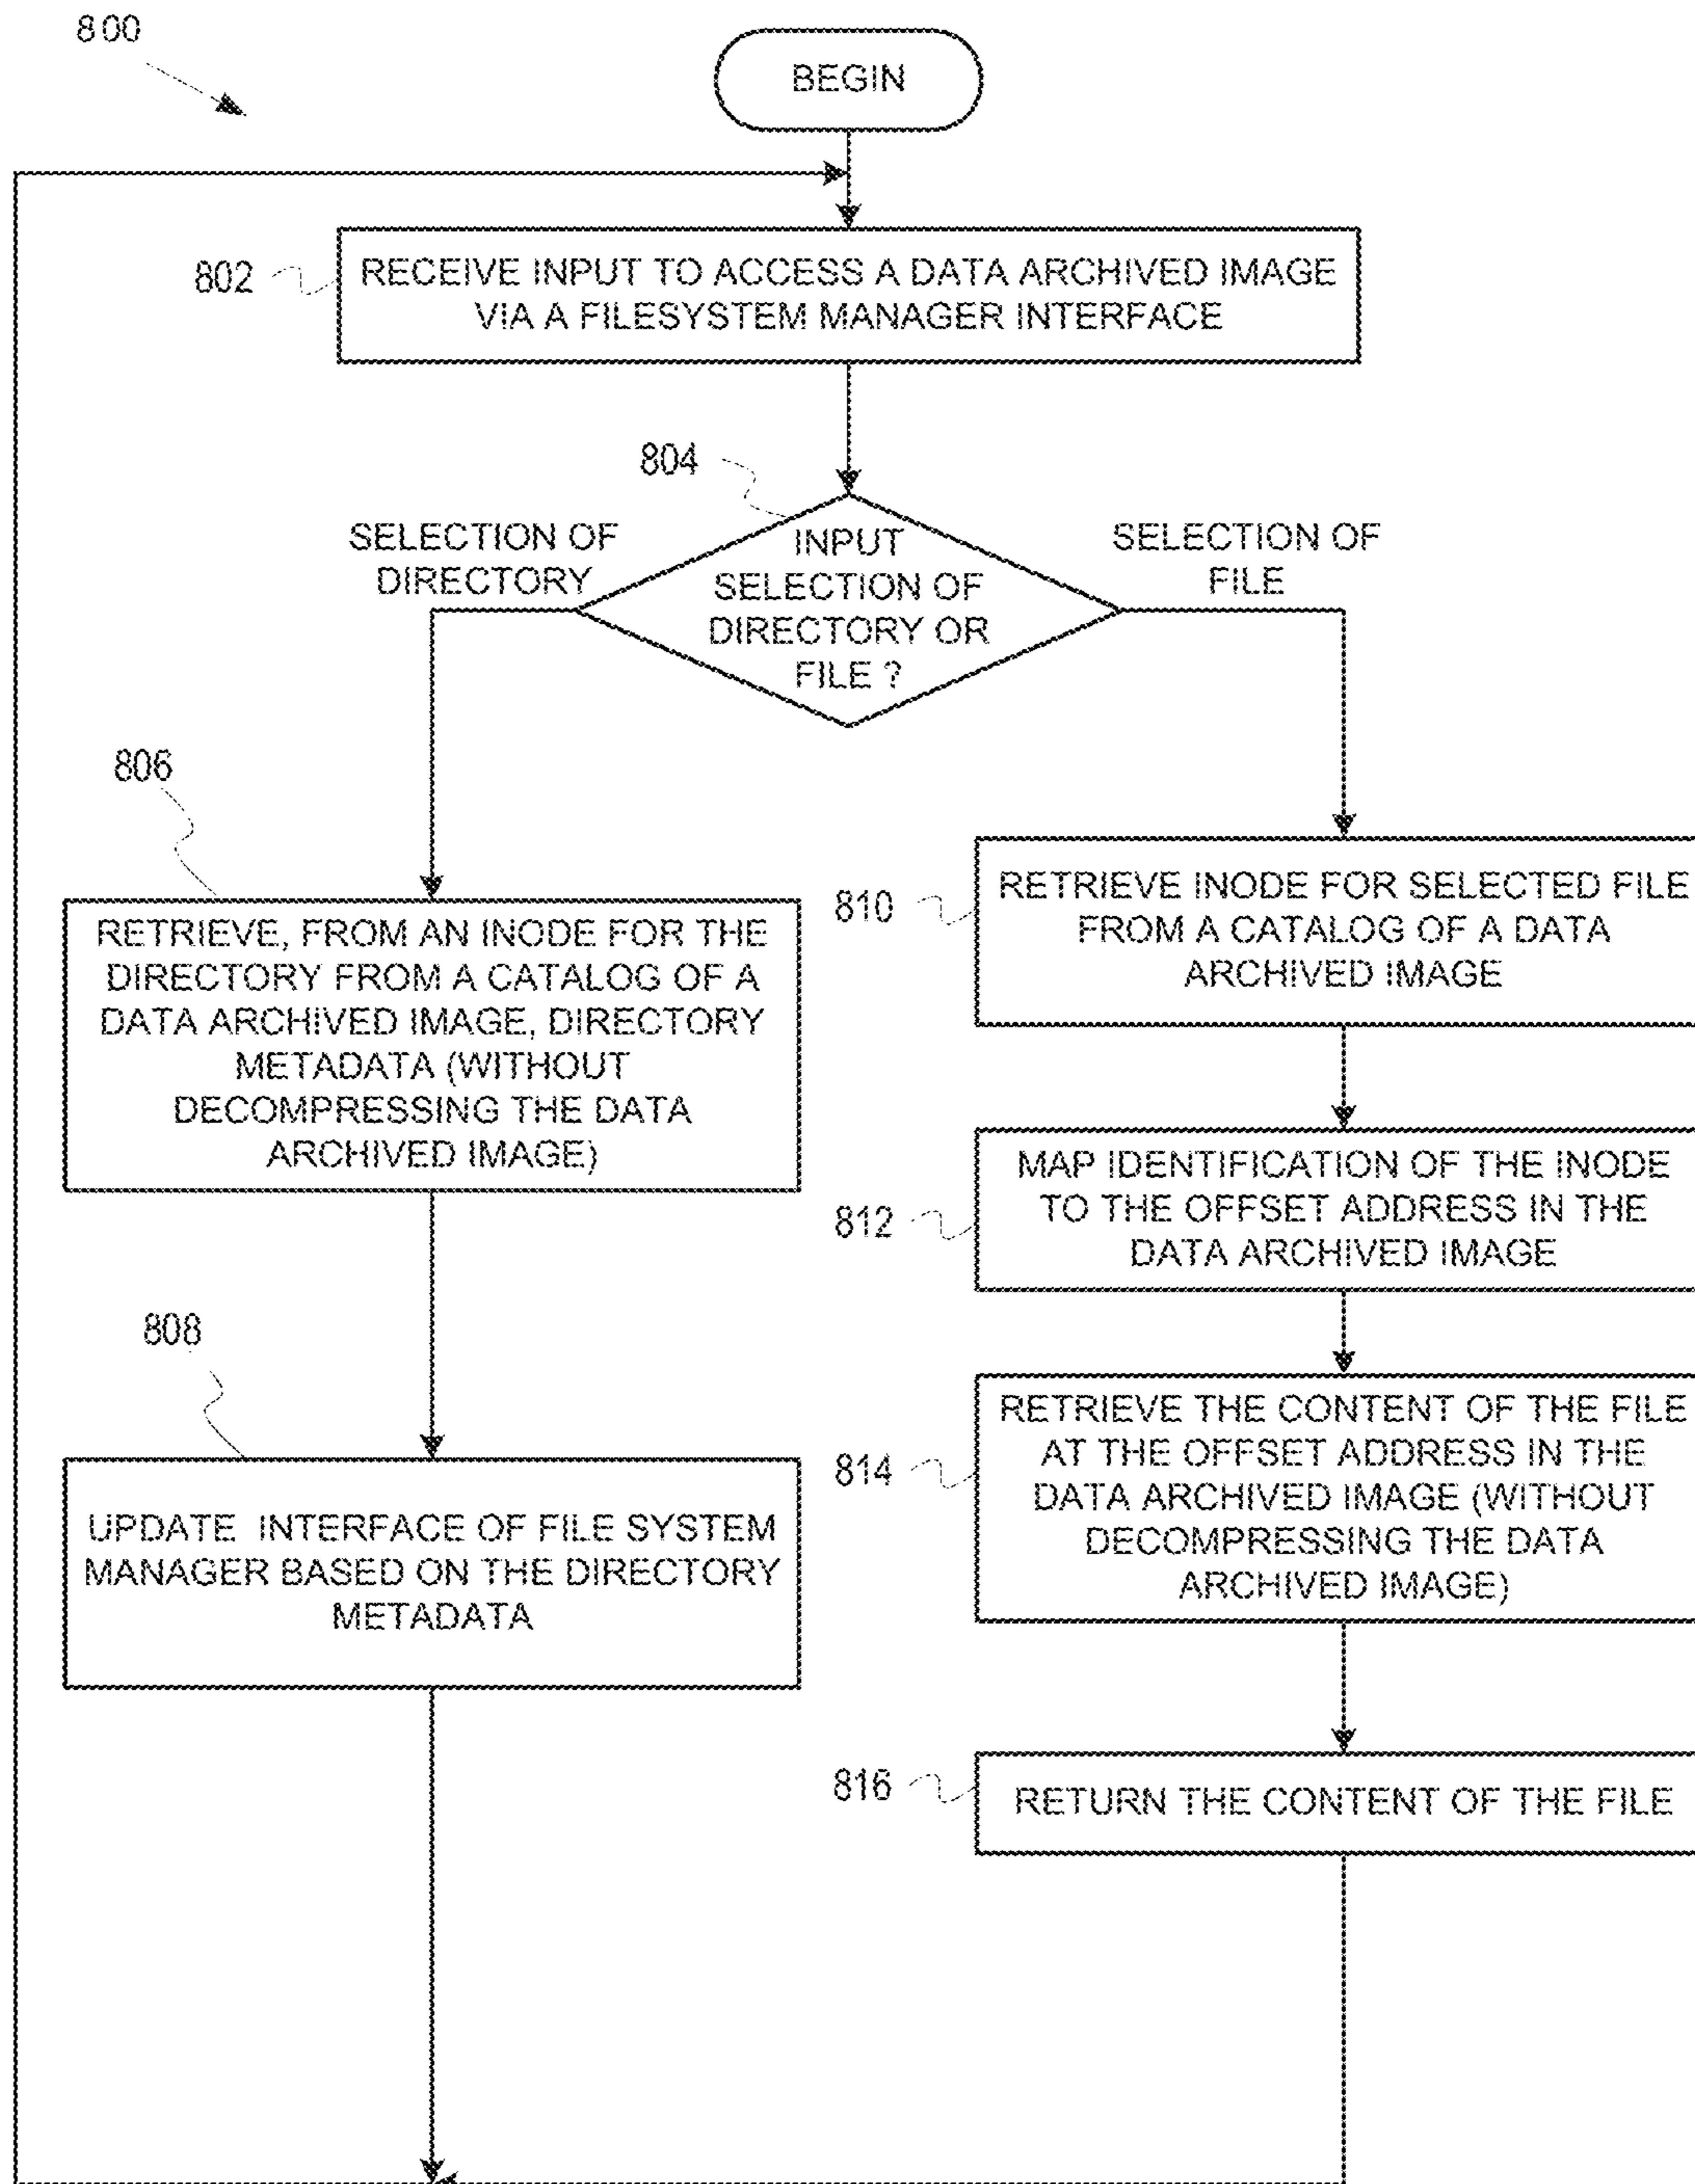 800
BEGIN
802
RECEIVE INPUT TO ACCESS A DATA ARCHIVED IMAGE
VIA A FILESYSTEM MANAGER INTERFACE
804
SELECTION OF
DIRECTORY
INPUT
SELECTION OF
DIRECTORY OR
FILE ?
SELECTION OF
FILE
806
RETRIEVE, FROM AN INODE FOR THE
DIRECTORY FROM A CATALOG OF A
DATA ARCHIVED IMAGE, DIRECTORY
METADATA (WITHOUT
DECOMPRESSING THE DATA
ARCHIVED IMAGE)
808
UPDATE INTERFACE OF FILE SYSTEM
MANAGER BASED ON THE DIRECTORY
METADATA
810
RETRIEVE INODE FOR SELECTED FILE
FROM A CATALOG OF A DATA
ARCHIVED IMAGE
812
MAP IDENTIFICATION OF THE INODE
TO THE OFFSET ADDRESS IN THE
DATA ARCHIVED IMAGE
814
RETRIEVE THE CONTENT OF THE FILE
AT THE OFFSET ADDRESS IN THE
DATA ARCHIVED IMAGE (WITHOUT
DECOMPRESSING THE DATA
ARCHIVED IMAGE)
816
RETURN THE CONTENT OF THE FILE